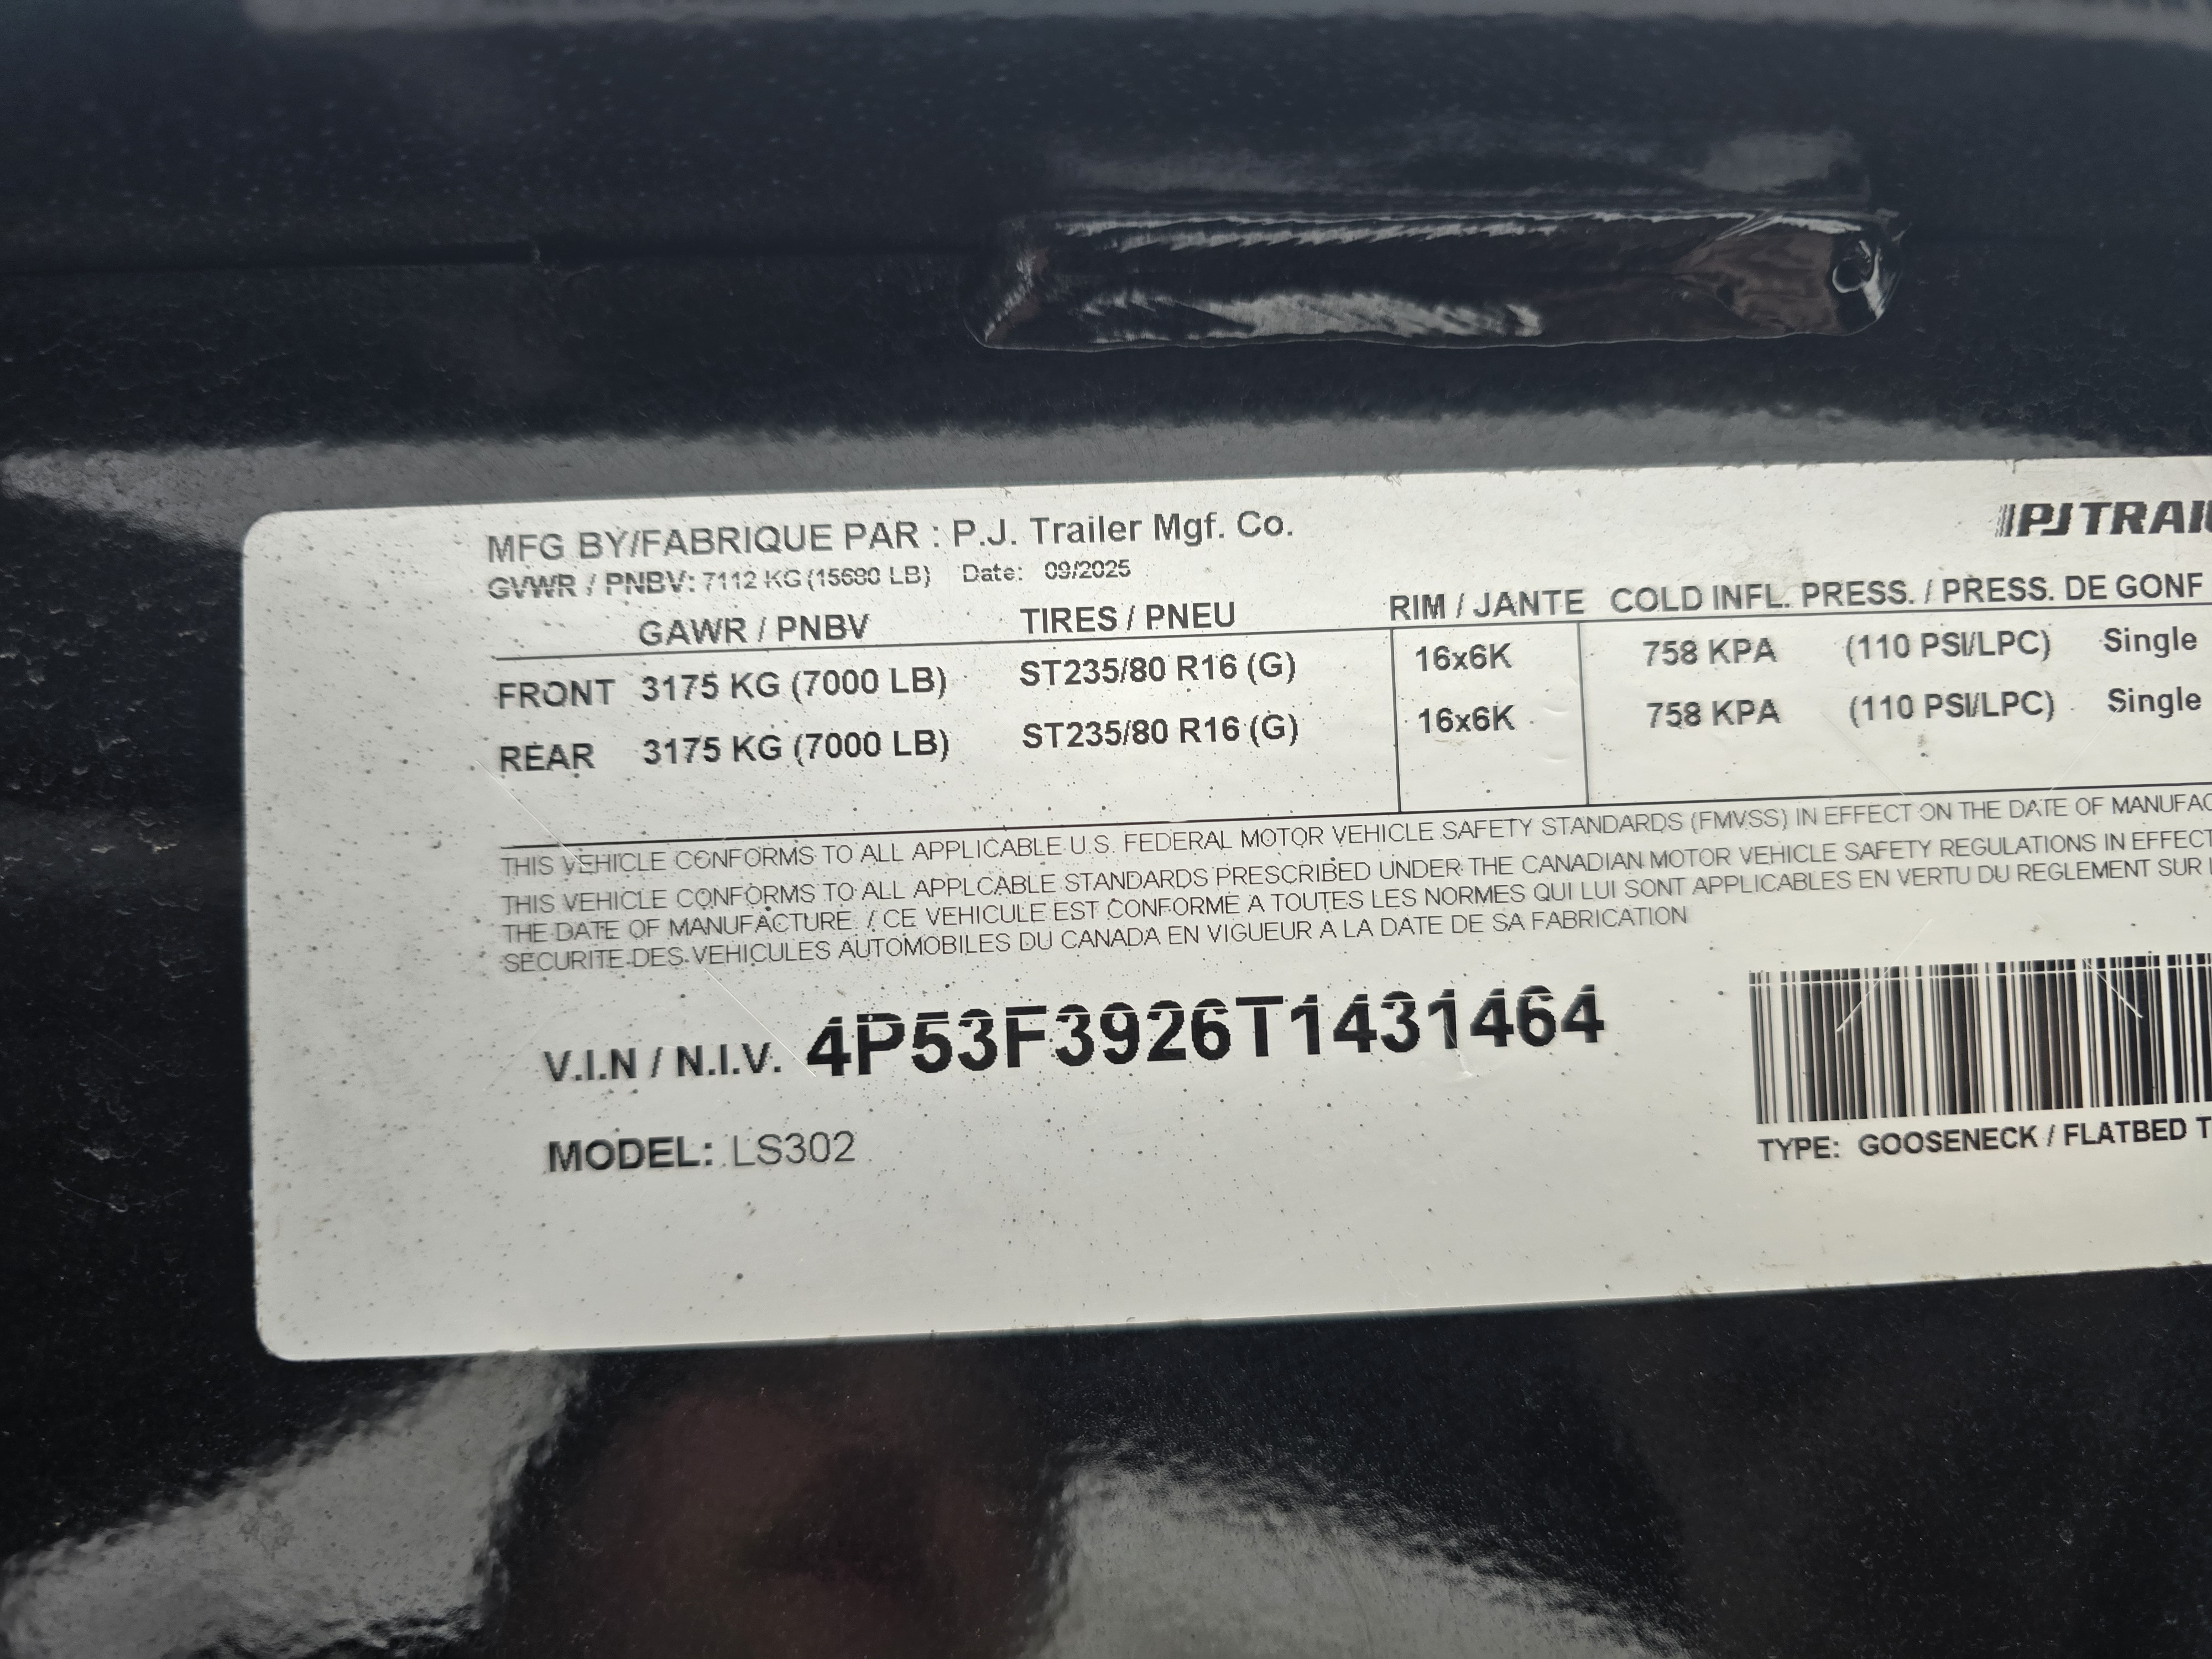 MFG BY/FABRIQUE PAR : P.J. Trailer Mgf. Co.
PJ TRAI
GVWR / PNBV: 7112 KG (15680 LB) Date: 09/2025
GAWR / PNBV TIRES / PNEU RIM / JANTE COLD INFL. PRESS. / PRESS. DE GONF
FRONT 3175 KG (7000 LB) ST235/80 R16 (G) 16x6K 758 KPA (110 PSI/LPC) Single
REAR 3175 KG (7000 LB) ST235/80 R16 (G) 16x6K 758 KPA (110 PSI/LPC) Single
THIS VEHICLE CONFORMS TO ALL APPLICABLE U.S. FEDERAL MOTOR VEHICLE SAFETY STANDARDS (FMVSS) IN EFFECT ON THE DATE OF MANUFAC
THIS VEHICLE CONFORMS TO ALL APPLCABLE STANDARDS PRESCRIBED UNDER THE CANADIAN MOTOR VEHICLE SAFETY REGULATIONS IN EFFECT
THE DATE OF MANUFACTURE. / CE VEHICULE EST CONFORME A TOUTES LES NORMES QUI LUI SONT APPLICABLES EN VERTU DU REGLEMENT SUR
SECURITE DES VEHICULES AUTOMOBILES DU CANADA EN VIGUEUR A LA DATE DE SA FABRICATION
V.I.N / N.I.V. 4P53F3926T1431464
MODEL: LS302
TYPE: GOOSENECK / FLATBED T